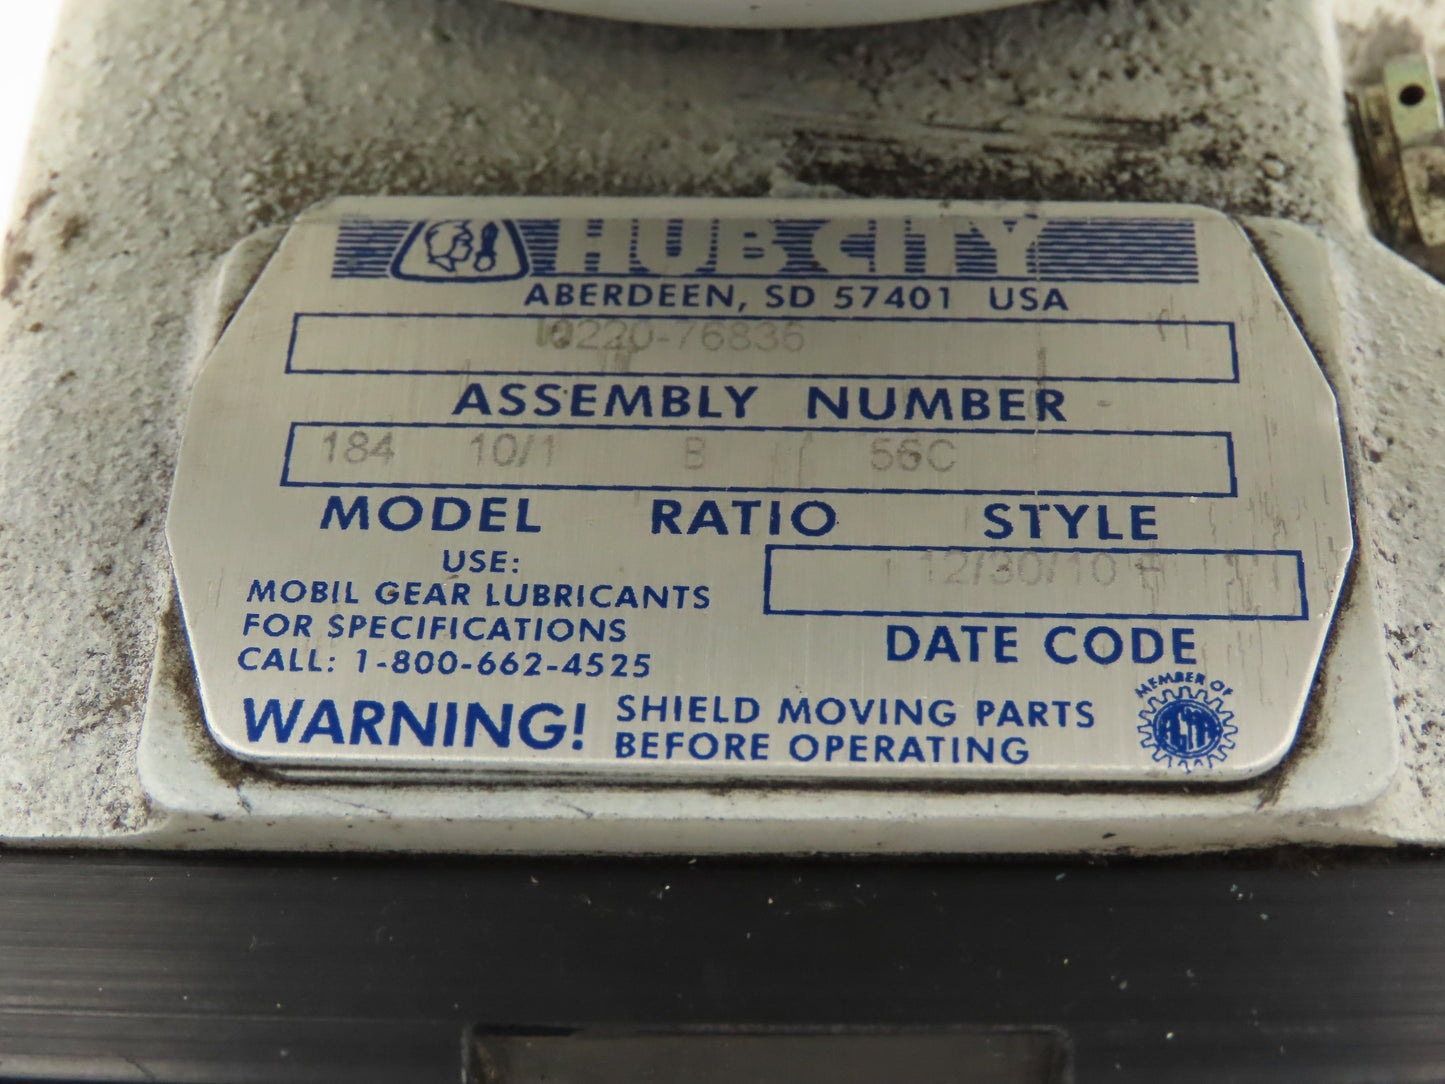 HUB CITY
ABERDEEN, SD 57401 USA
0220-76836
ASSEMBLY NUMBER
184 10/1 B 56C
MODEL RATIO STYLE
USE:
MOBIL GEAR LUBRICANTS
FOR SPECIFICATIONS
CALL: 1-800-662-4525
12/30/10
DATE CODE
WARNING! SHIELD MOVING PARTS
BEFORE OPERATING
MEMBER OF